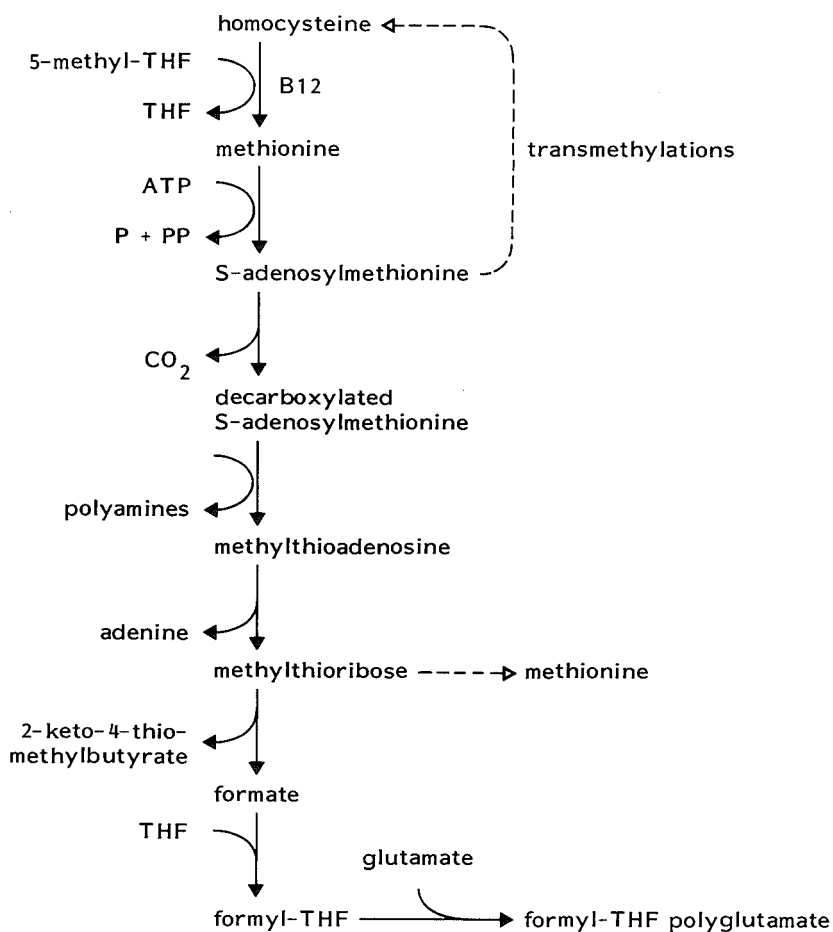 homocysteine
5-methyl-THF
B12
THF
methionine
transmethylations
ATP
P + PP
S-adenosylmethionine
CO2
decarboxylated
S-adenosylmethionine
polyamines
methylthioadenosine
adenine
methylthioribose
methionine
2-keto-4-thio-
methylbutyrate
formate
THF
glutamate
formyl-THF
formyl-THF polyglutamate